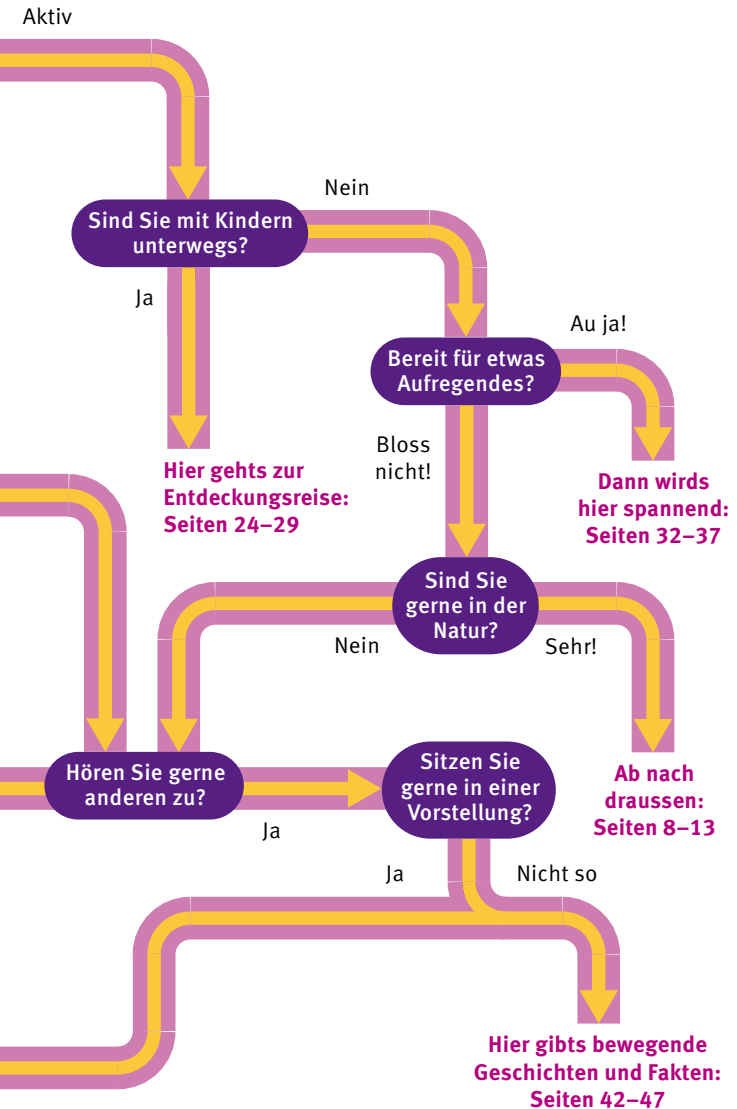 Aktiv
Sind Sie mit Kindern
unterwegs?
Nein
Ja
Bereit für etwas
Aufregendes?
Au ja!
Bloss
nicht!
Hier gehts zur
Entdeckungsreise:
Seiten 24–29
Dann wirds
hier spannend:
Seiten 32–37
Sind Sie
gerne in der
Natur?
Nein
Sehr!
Hören Sie gerne
anderen zu?
Ja
Sitzen Sie
gerne in einer
Vorstellung?
Ab nach
draussen:
Seiten 8–13
Ja
Nicht so
Hier gibts bewegende
Geschichten und Fakten:
Seiten 42–47